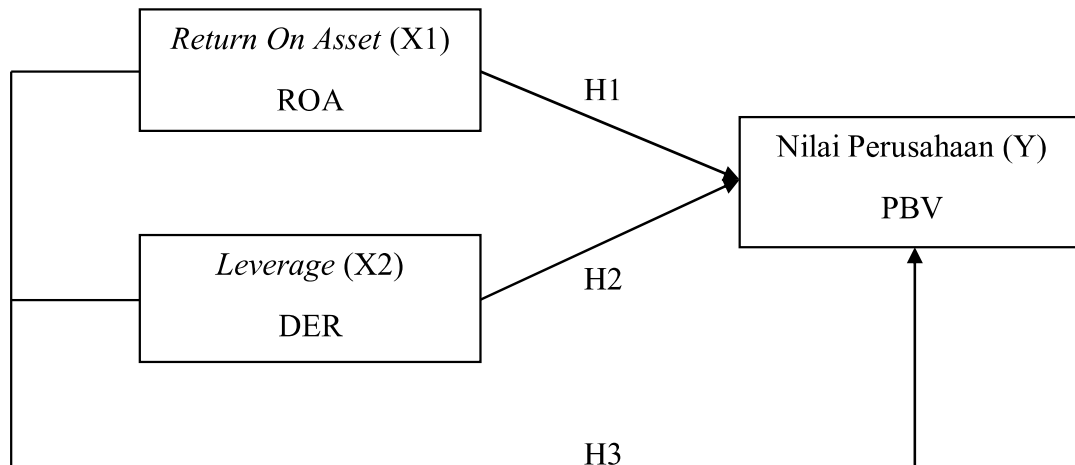 Return On Asset (X1)
ROA
H1
Nilai Perusahaan (Y)
PBV
Leverage (X2)
H2
DER
H3